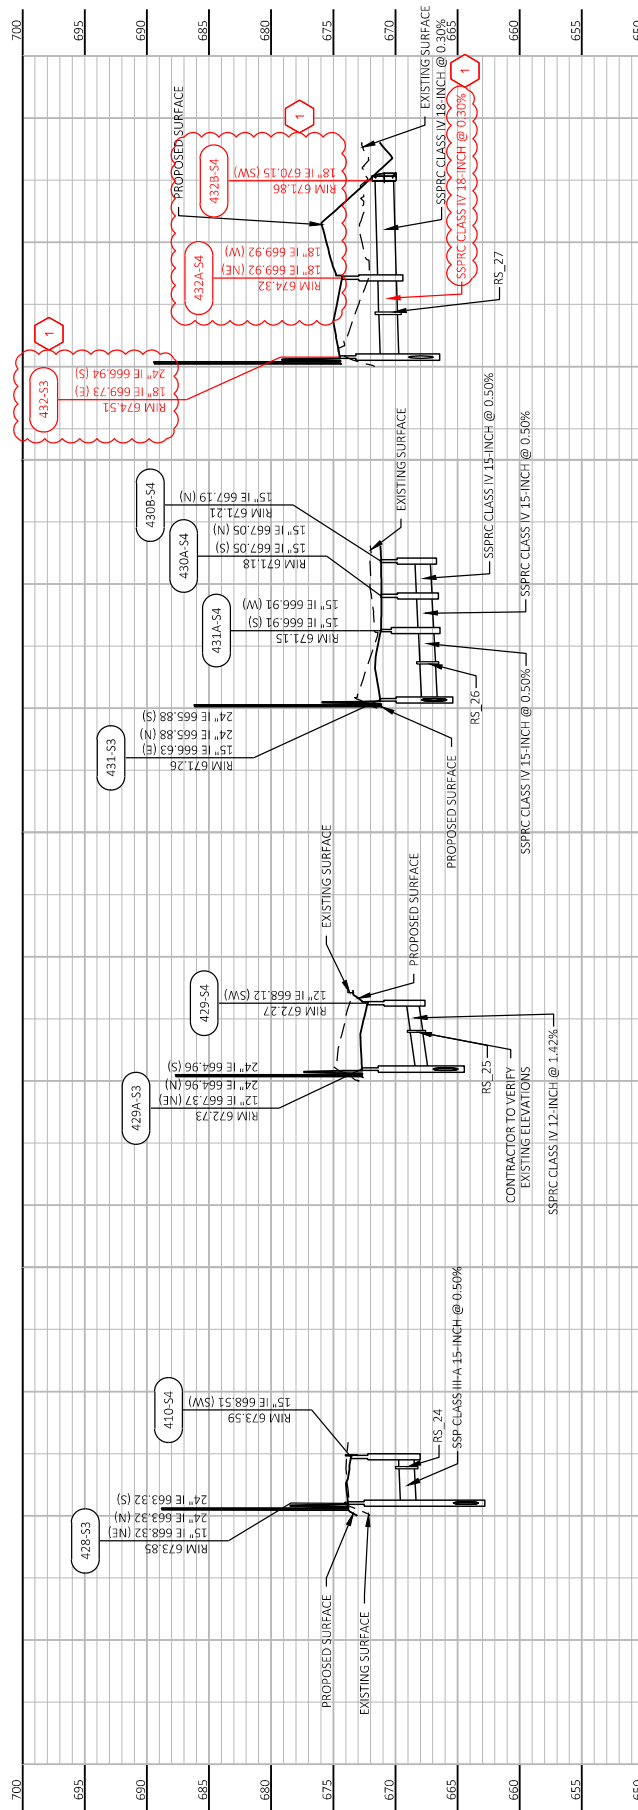 700
695
690
685
680
675
670
665
660
655
650
428-S3
RIM 673.85
15" IE 668.32 (NE)
24" IE 663.32 (N)
24" IE 663.32 (S)
410-S4
RIM 673.59
15" IE 668.51 (SW)
PROPOSED SURFACE
EXISTING SURFACE
RS_24
SSP CLASS III-A 15-INCH @ 0.50%
429A-S3
RIM 672.73
12" IE 667.37 (NE)
24" IE 664.96 (N)
24" IE 664.96 (S)
429-S4
RIM 672.27
12" IE 668.12 (SW)
EXISTING SURFACE
PROPOSED SURFACE
RS_25
CONTRACTOR TO VERIFY
EXISTING ELEVATIONS
SSPRC CLASS IV 12-INCH @ 1.42%
431-S3
RIM 671.26
15" IE 666.63 (E)
24" IE 665.88 (N)
24" IE 665.88 (S)
431A-S4
RIM 671.15
15" IE 666.91 (S)
15" IE 666.91 (W)
430A-S4
RIM 671.18
15" IE 667.05 (S)
15" IE 667.05 (N)
430B-S4
RIM 671.21
15" IE 667.19 (N)
EXISTING SURFACE
PROPOSED SURFACE
RS_26
SSPRC CLASS IV 15-INCH @ 0.50%
SSPRC CLASS IV 15-INCH @ 0.50%
SSPRC CLASS IV 15-INCH @ 0.50%
432-S3
RIM 674.51
18" IE 669.73 (E)
24" IE 666.94 (S)
1
432A-S4
RIM 674.32
18" IE 669.92 (NE)
18" IE 669.92 (W)
432B-S4
RIM 671.86
18" IE 670.15 (SW)
1
PROPOSED SURFACE
EXISTING SURFACE
SSPRC CLASS IV 18-INCH @ 0.30%
SSPRC CLASS IV 18-INCH @ 0.30%
1
RS_27
700
695
690
685
680
675
670
665
660
655
650